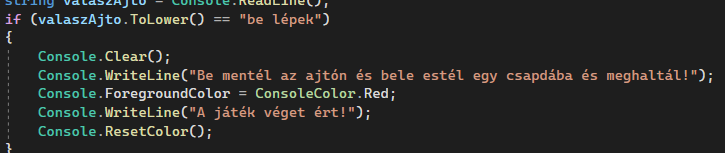 string valaszAjto = Console.ReadLine();
if (valaszAjto.ToLower() == "be lépek")
{
Console.Clear();
Console.WriteLine("Be mentél az ajtón és bele estél egy csapdába és meghaltál!");
Console.ForegroundColor = ConsoleColor.Red;
Console.WriteLine("A játék véget ért!");
Console.ResetColor();
}